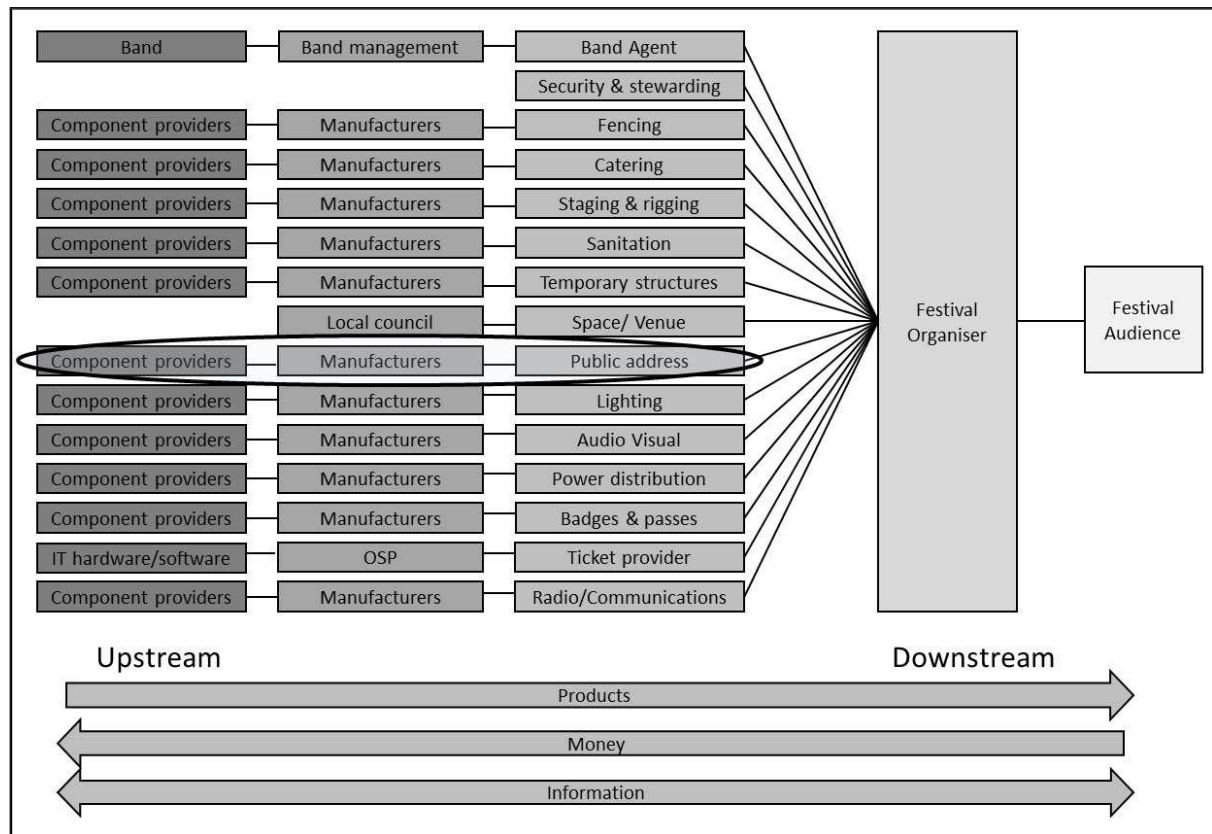 Band Band management Band Agent
Security & stewarding
Component providers Manufacturers Fencing
Component providers Manufacturers Catering
Component providers Manufacturers Staging & rigging
Component providers Manufacturers Sanitation
Component providers Manufacturers Temporary structures
Local council Space/ Venue
Component providers Manufacturers Public address
Component providers Manufacturers Lighting
Component providers Manufacturers Audio Visual
Component providers Manufacturers Power distribution
Component providers Manufacturers Badges & passes
IT hardware/software OSP Ticket provider
Component providers Manufacturers Radio/Communications
Festival
Organiser
Festival
Audience
Upstream Downstream
Products
Money
Information